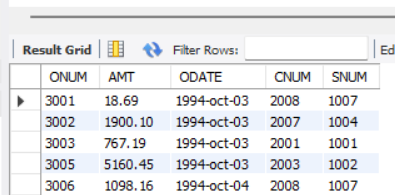 Result Grid Filter Rows: Ed
ONUM AMT ODATE CNUM SNUM
3001 18.69 1994-oct-03 2008 1007
3002 1900.10 1994-oct-03 2007 1004
3003 767.19 1994-oct-03 2001 1001
3005 5160.45 1994-oct-03 2003 1002
3006 1098.16 1994-oct-04 2008 1007